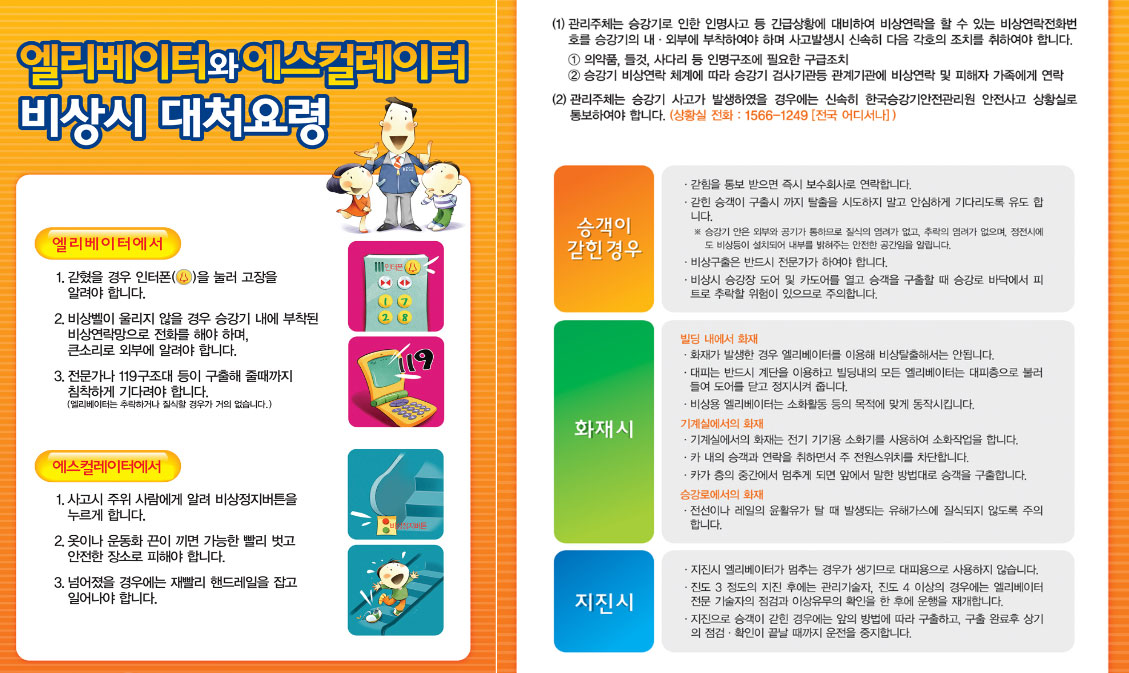 엘리베이터와 에스컬레이터
비상시 대처요령
엘리베이터에서
1. 갇혔을 경우 인터폰( )을 눌러 고장을
알려야 합니다.
2. 비상벨이 울리지 않을 경우 승강기 내에 부착된
비상연락망으로 전화를 해야 하며,
큰소리로 외부에 알려야 합니다.
3. 전문가나 119구조대 등이 구출해 줄때까지
침착하게 기다려야 합니다.
(엘리베이터는 추락하거나 질식할 경우가 거의 없습니다.)
인터폰
1 7
2 8
119
에스컬레이터에서
1. 사고시 주위 사람에게 알려 비상정지버튼을
누르게 합니다.
2. 옷이나 운동화 끈이 끼면 가능한 빨리 벗고
안전한 장소로 피해야 합니다.
3. 넘어졌을 경우에는 재빨리 핸드레일을 잡고
일어나야 합니다.
비상정지버튼
(1) 관리주체는 승강기로 인한 인명사고 등 긴급상황에 대비하여 비상연락을 할 수 있는 비상연락전화번
호를 승강기의 내 · 외부에 부착하여야 하며 사고발생시 신속히 다음 각호의 조치를 취하여야 합니다.
① 의약품, 들것, 사다리 등 인명구조에 필요한 구급조치
② 승강기 비상연락 체계에 따라 승강기 검사기관등 관계기관에 비상연락 및 피해자 가족에게 연락
(2) 관리주체는 승강기 사고가 발생하였을 경우에는 신속히 한국승강기안전관리원 안전사고 상황실로
통보하여야 합니다. (상황실 전화 : 1566-1249 [전국 어디서나] )
승객이
갇힌 경우
· 갇힘을 통보 받으면 즉시 보수회사로 연락합니다.
· 갇힌 승객이 구출시 까지 탈출을 시도하지 말고 안심하게 기다리도록 유도 합
니다.
※ 승강기 안은 외부와 공기가 통하므로 질식의 염려가 없고, 추락의 염려가 없으며, 정전시에
도 비상등이 설치되어 내부를 밝혀주는 안전한 공간임을 알립니다.
· 비상구출은 반드시 전문가가 하여야 합니다.
· 비상시 승강장 도어 및 카도어를 열고 승객을 구출할 때 승강로 바닥에서 피
트로 추락할 위험이 있으므로 주의합니다.
화재시
빌딩 내에서 화재
· 화재가 발생한 경우 엘리베이터를 이용해 비상탈출해서는 안됩니다.
· 대피는 반드시 계단을 이용하고 빌딩내의 모든 엘리베이터는 대피층으로 불러
들여 도어를 닫고 정지시켜 줍니다.
· 비상용 엘리베이터는 소화활동 등의 목적에 맞게 동작시킵니다.
기계실에서의 화재
· 기계실에서의 화재는 전기 기기용 소화기를 사용하여 소화작업을 합니다.
· 카 내의 승객과 연락을 취하면서 주 전원스위치를 차단합니다.
· 카가 층의 중간에서 멈추게 되면 앞에서 말한 방법대로 승객을 구출합니다.
승강로에서의 화재
· 전선이나 레일의 윤활유가 탈 때 발생되는 유해가스에 질식되지 않도록 주의
합니다.
지진시
· 지진시 엘리베이터가 멈추는 경우가 생기므로 대피용으로 사용하지 않습니다.
· 진도 3 정도의 지진 후에는 관리기술자, 진도 4 이상의 경우에는 엘리베이터
전문 기술자의 점검과 이상유무의 확인을 한 후에 운행을 재개합니다.
· 지진으로 승객이 갇힌 경우에는 앞의 방법에 따라 구출하고, 구출 완료후 상기
의 점검 · 확인이 끝날 때까지 운전을 중지합니다.